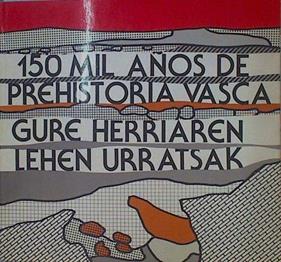 150 MIL AÑOS DE
PREHISTORIA VASCA
GURE HERRIAREN
LEHEN URRATSAK